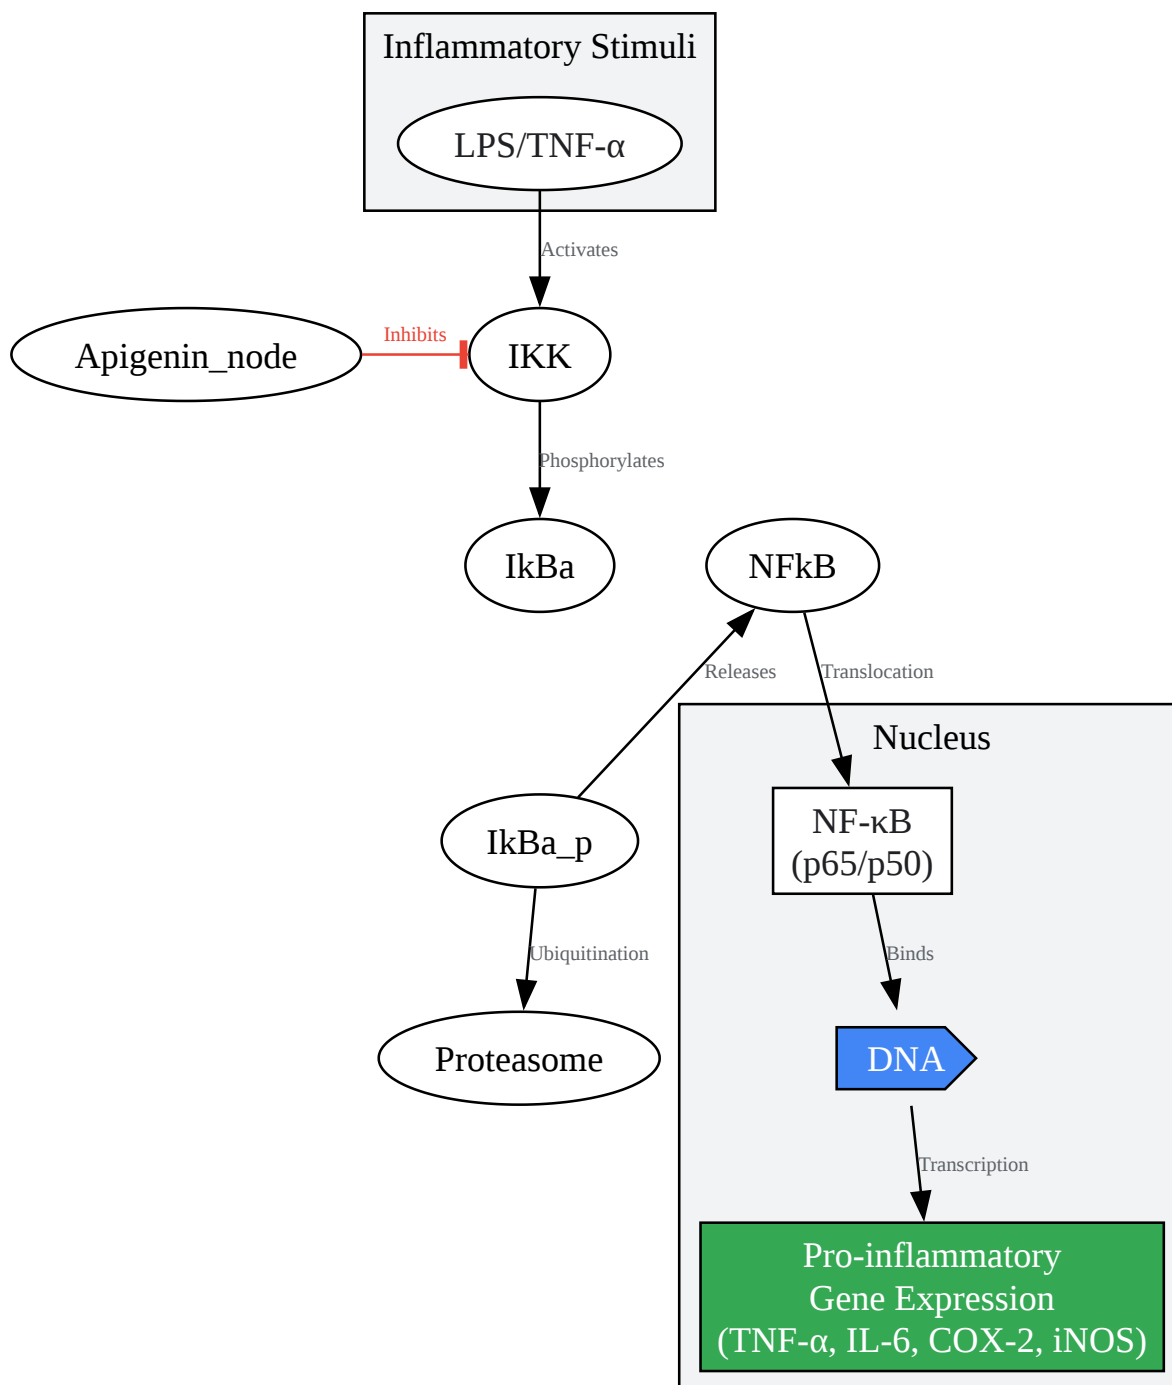 Inflammatory Stimuli
LPS/TNF-α
Activates
Apigenin_node
Inhibits
IKK
Phosphorylates
IkBa
NFkB
Releases
Translocation
Nucleus
IkBa_p
NF-κB
(p65/p50)
Ubiquitination
Binds
Proteasome
DNA
Transcription
Pro-inflammatory
Gene Expression
(TNF-α, IL-6, COX-2, iNOS)